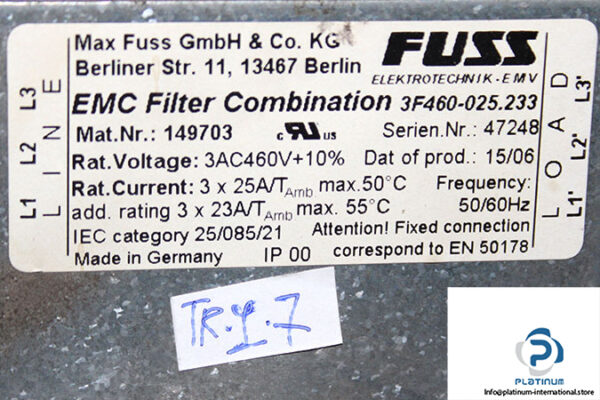 Max Fuss GmbH & Co. KG
Berliner Str. 11, 13467 Berlin
FUSS
ELEKTROTECHNIK-EMV
EMC Filter Combination 3F460-025.233
Mat.Nr.: 149703
c RU us
Serien.Nr.: 47248
Rat.Voltage: 3AC460V+10% Dat of prod.: 15/06
Rat.Current: 3 x 25A/TAmb max.50°C Frequency:
add. rating 3 x 23A/TAmb max. 55°C 50/60Hz
IEC category 25/085/21 Attention! Fixed connection
Made in Germany IP 00 correspond to EN 50178
L1 L2 L3
LINE
LOAD
L1' L2' L3'
TR.4.7
PLATINUM
Info@platinum-international.store